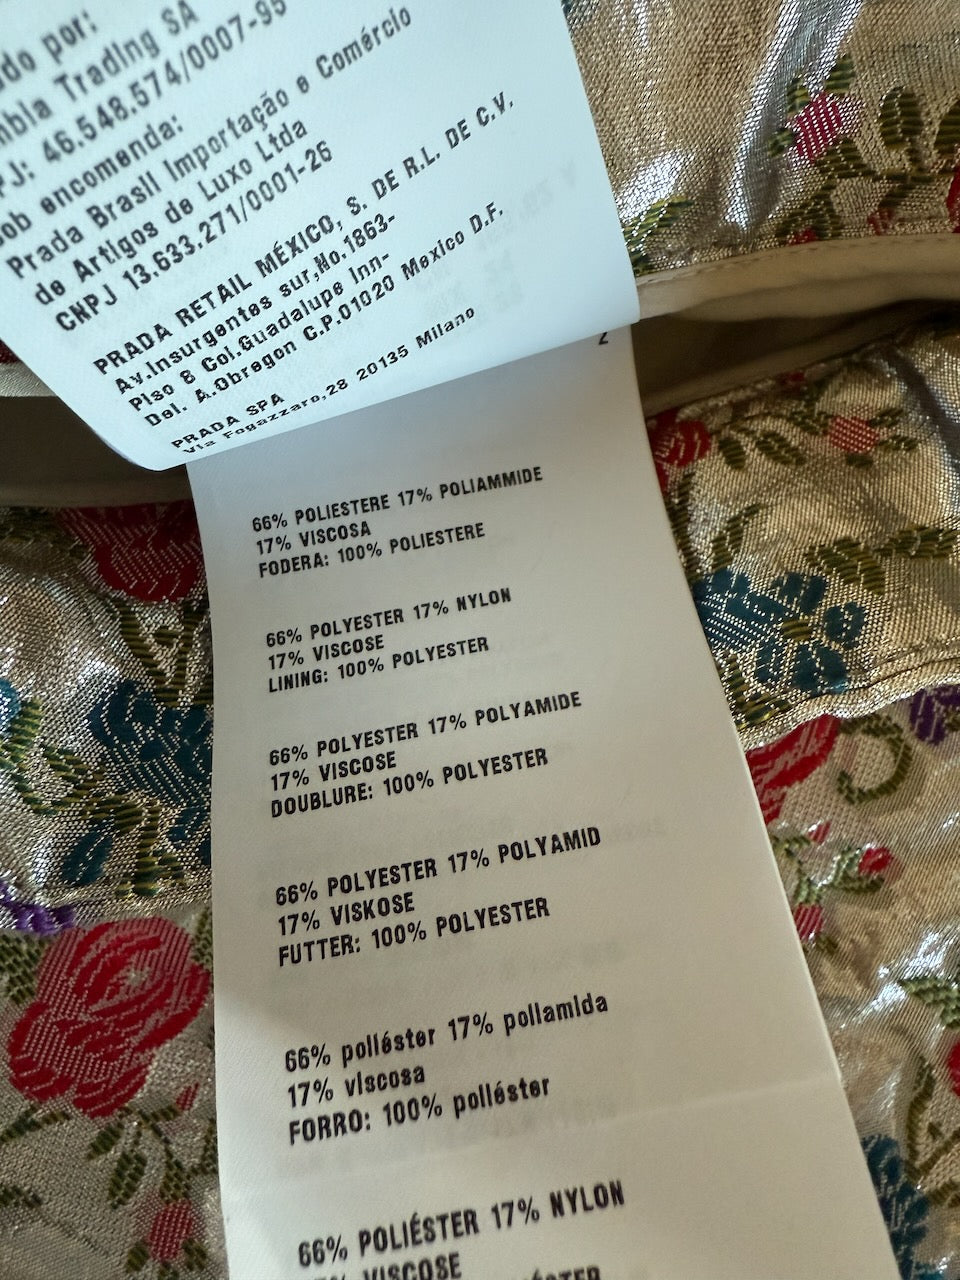 por:
Trading SA
46.548.574/0007-95
encomenda:
Prada Brasil Importação e Comércio
de Artigos de Luxo Ltda
CNPJ 13.633.271/0001-26
PRADA RETAIL MÉXICO, S. DE R.L. DE C.V.
Av.Insurgentes sur,No.1863-
Piso 8 Col.Guadalupe Inn-
Del. A.Obregon C.P.01020 Mexico D.F.
PRADA SPA
Via Fogazzaro,28 20135 Milano
2
66% POLIESTERE 17% POLIAMMIDE
17% VISCOSA
FODERA: 100% POLIESTERE
66% POLYESTER 17% NYLON
17% VISCOSE
LINING: 100% POLYESTER
66% POLYESTER 17% POLYAMIDE
17% VISCOSE
DOUBLURE: 100% POLYESTER
66% POLYESTER 17% POLYAMID
17% VISKOSE
FUTTER: 100% POLYESTER
66% poliéster 17% poliamida
17% viscosa
FORRO: 100% poliéster
66% POLIÉSTER 17% NYLON
VISCOSE